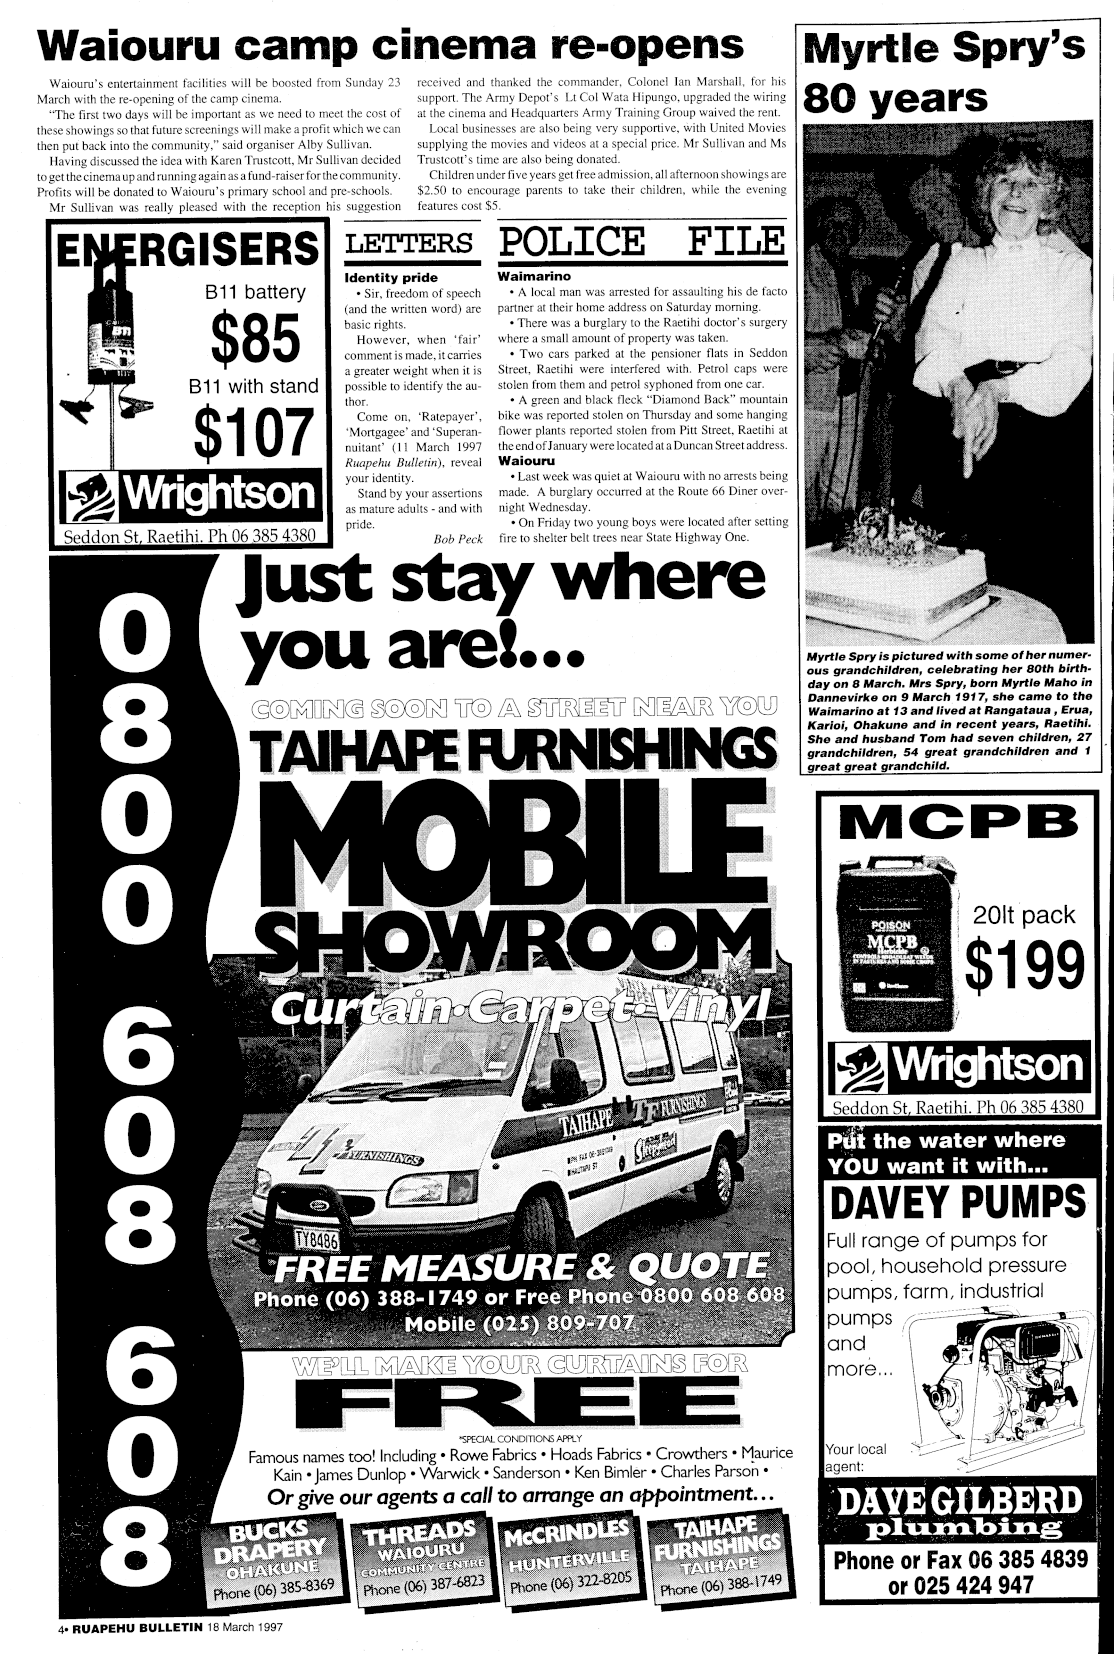 Waiouru camp cinema re-opens
Waiouru's entertainment facilities will be boosted from Sunday 23
March with the re-opening of the camp cinema.
"The first two days will be important as we need to meet the cost of
these showings so that future screenings will make a profit which we can
then put back into the community," said organiser Alby Sullivan.
Having discussed the idea with Karen Trustcott, Mr Sullivan decided
to get the cinema up and running again as a fund-raiser for the community.
Profits will be donated to Waiouru's primary school and pre-schools.
Mr Sullivan was really pleased with the reception his suggestion
received and thanked the commander, Colonel Ian Marshall, for his
support. The Army Depot's Lt Col Wata Hipungo, upgraded the wiring
at the cinema and Headquarters Army Training Group waived the rent.
Local businesses are also being very supportive, with United Movies
supplying the movies and videos at a special price. Mr Sullivan and Ms
Trustcott's time are also being donated.
Children under five years get free admission, all afternoon showings are
$2.50 to encourage parents to take their children, while the evening
features cost $5.
Myrtle Spry's
80 years
Myrtle Spry is pictured with some of her numer-
ous grandchildren, celebrating her 80th birth-
day on 8 March. Mrs Spry, born Myrtle Maho in
Dannevirke on 9 March 1917, she came to the
Waimarino at 13 and lived at Rangataua , Erua,
Karioi, Ohakune and in recent years, Raetihi.
She and husband Tom had seven children, 27
grandchildren, 54 great grandchildren and 1
great great grandchild.
ENERGISERS
B11 battery
$85
B11 with stand
$107
B11
Wrightson
Seddon St, Raetihi. Ph 06 385 4380
LETTERS
Identity pride
• Sir, freedom of speech
(and the written word) are
basic rights.
However, when 'fair'
comment is made, it carries
a greater weight when it is
possible to identify the au-
thor.
Come on, 'Ratepayer',
'Mortgagee' and 'Superan-
nuitant' (11 March 1997
Ruapehu Bulletin), reveal
your identity.
Stand by your assertions
as mature adults - and with
pride.
Bob Peck
POLICE FILE
Waimarino
• A local man was arrested for assaulting his de facto
partner at their home address on Saturday morning.
• There was a burglary to the Raetihi doctor's surgery
where a small amount of property was taken.
• Two cars parked at the pensioner flats in Seddon
Street, Raetihi were interfered with. Petrol caps were
stolen from them and petrol syphoned from one car.
• A green and black fleck "Diamond Back" mountain
bike was reported stolen on Thursday and some hanging
flower plants reported stolen from Pitt Street, Raetihi at
the end of January were located at a Duncan Street address.
Waiouru
• Last week was quiet at Waiouru with no arrests being
made. A burglary occurred at the Route 66 Diner over-
night Wednesday.
• On Friday two young boys were located after setting
fire to shelter belt trees near State Highway One.
0800 608 608
Just stay where
you are!...
COMING SOON TO A STREET NEAR YOU
TAIHAPE FURNISHINGS
MOBILE
SHOWROOM
Curtain•Carpet•Vinyl
TAIHAPE TF FURNISHINGS
FURNISHINGS
HAUTAPU ST
TY8486
FREE MEASURE & QUOTE
Phone (06) 388-1749 or Free Phone 0800 608 608
Mobile (025) 809-707
WE'LL MAKE YOUR CURTAINS FOR
FREE
*SPECIAL CONDITIONS APPLY
Famous names too! Including • Rowe Fabrics • Hoads Fabrics • Crowthers • Maurice
Kain • James Dunlop • Warwick • Sanderson • Ken Bimler • Charles Parson •
Or give our agents a call to arrange an appointment...
BUCKS
DRAPERY
OHAKUNE
Phone (06) 385-8369
THREADS
WAIOURU
COMMUNITY CENTRE
Phone (06) 387-6823
McCRINDLES
HUNTERVILLE
Phone (06) 322-8205
TAIHAPE
FURNISHINGS
TAIHAPE
Phone (06) 388-1749
MCPB
POISON
MCPB
Herbicide
CONTROLS BROADLEAF WEEDS
IN PASTURES AND SOME CROPS
20lt pack
$199
Wrightson
Seddon St, Raetihi. Ph 06 385 4380
Put the water where
YOU want it with...
DAVEY PUMPS
Full range of pumps for
pool, household pressure
pumps, farm, industrial
pumps
and
more...
Your local
agent:
DAVE GILBERD
plumbing
Phone or Fax 06 385 4839
or 025 424 947
4• RUAPEHU BULLETIN 18 March 1997